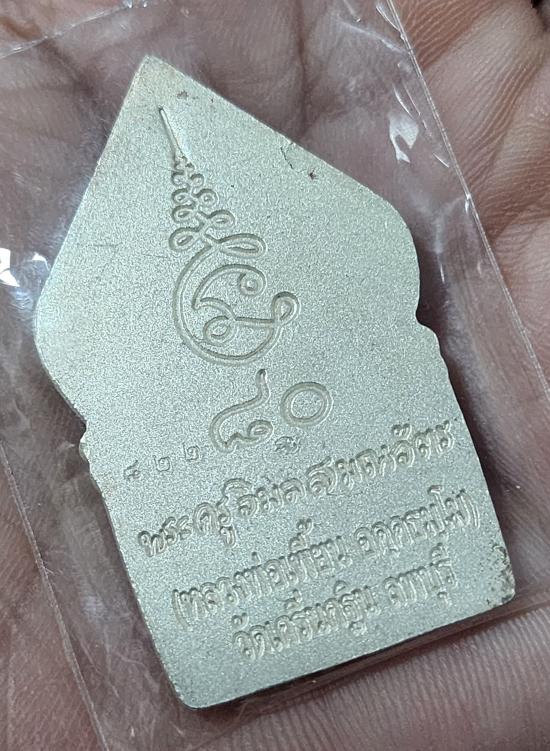 ๘๐
๘๒๒
พระครูวิมลสมณวัตร
(หลวงพ่อเพี้ยน อคฺคธมฺโม)
วัดเกริ่นกฐิน ลพบุรี